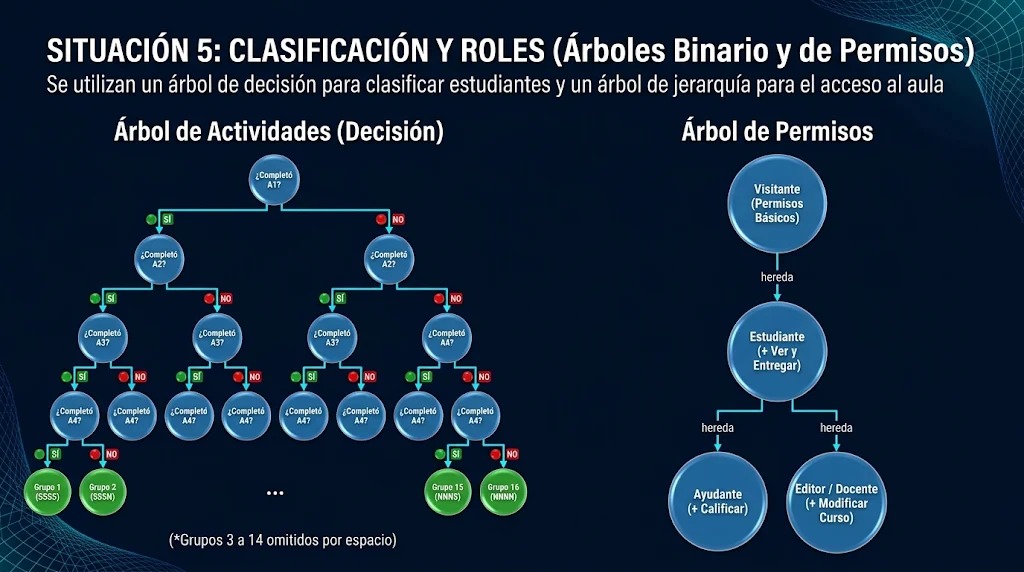 SITUACIÓN 5: CLASIFICACIÓN Y ROLES (Árboles Binario y de Permisos)
Se utilizan un árbol de decisión para clasificar estudiantes y un árbol de jerarquía para el acceso al aula
Árbol de Actividades (Decisión)
¿Completó
A1?
SÍ
NO
¿Completó
A2?
¿Completó
A2?
SÍ
NO
SÍ
NO
¿Completó
A3?
¿Completó
A3?
¿Completó
A3?
¿Completó
AA?
SÍ
NO
SÍ
NO
SÍ
NO
SÍ
NO
¿Completó
A4?
¿Completó
A4?
¿Completó
A4?
¿Completó
A4?
¿Completó
A4?
¿Completó
A4?
¿Completó
A4?
¿Completó
A4?
SÍ
NO
SÍ
NO
Grupo 1
(SSSS)
Grupo 2
(SSSN)
...
Grupo 15
(NNNS)
Grupo 16
(NNNN)
(*Grupos 3 a 14 omitidos por espacio)
Árbol de Permisos
Visitante
(Permisos
Básicos)
hereda
Estudiante
(+ Ver y
Entregar)
hereda
hereda
Ayudante
(+ Calificar)
Editor / Docente
(+ Modificar
Curso)